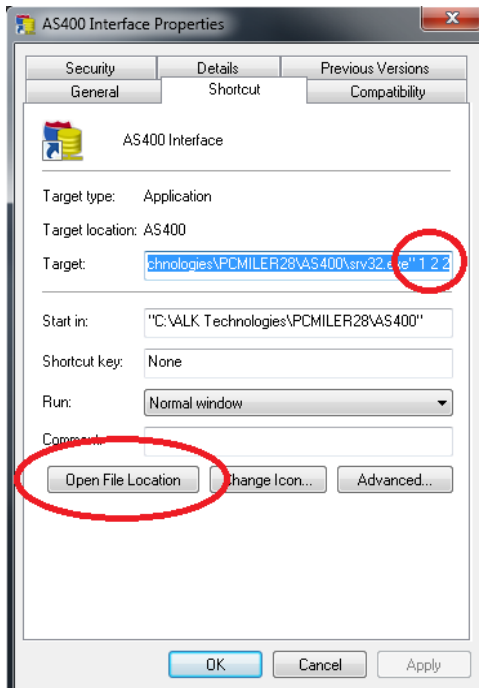 AS400 Interface Properties
Security Details Previous Versions
General Shortcut Compatibility
AS400 Interface
Target type: Application
Target location: AS400
Target: chnologies\PCMILER28\AS400\srv32.exe" 1 2 2
Start in: "C:\ALK Technologies\PCMILER28\AS400"
Shortcut key: None
Run: Normal window
Comment:
Open File Location Change Icon... Advanced...
OK Cancel Apply